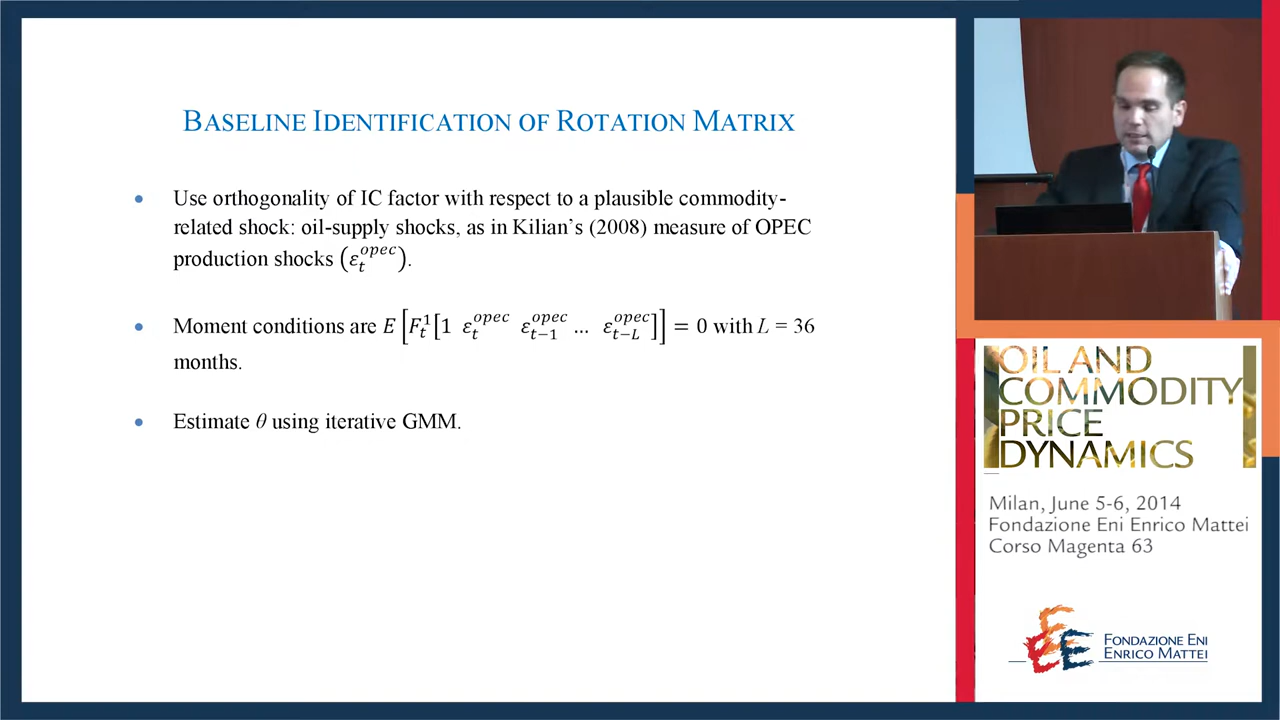 BASELINE IDENTIFICATION OF ROTATION MATRIX
• Use orthogonality of IC factor with respect to a plausible commodity-
related shock: oil-supply shocks, as in Kilian’s (2008) measure of OPEC
production shocks (ε_t^{opec}).
• Moment conditions are E [F_t^1 [1 ε_t^{opec} ε_{t−1}^{opec} … ε_{t−L}^{opec}]] = 0 with L = 36
months.
• Estimate θ using iterative GMM.
OIL AND
COMMODITY
PRICE
DYNAMICS
Milan, June 5-6, 2014
Fondazione Eni Enrico Mattei
Corso Magenta 63
FONDAZIONE ENI
ENRICO MATTEI